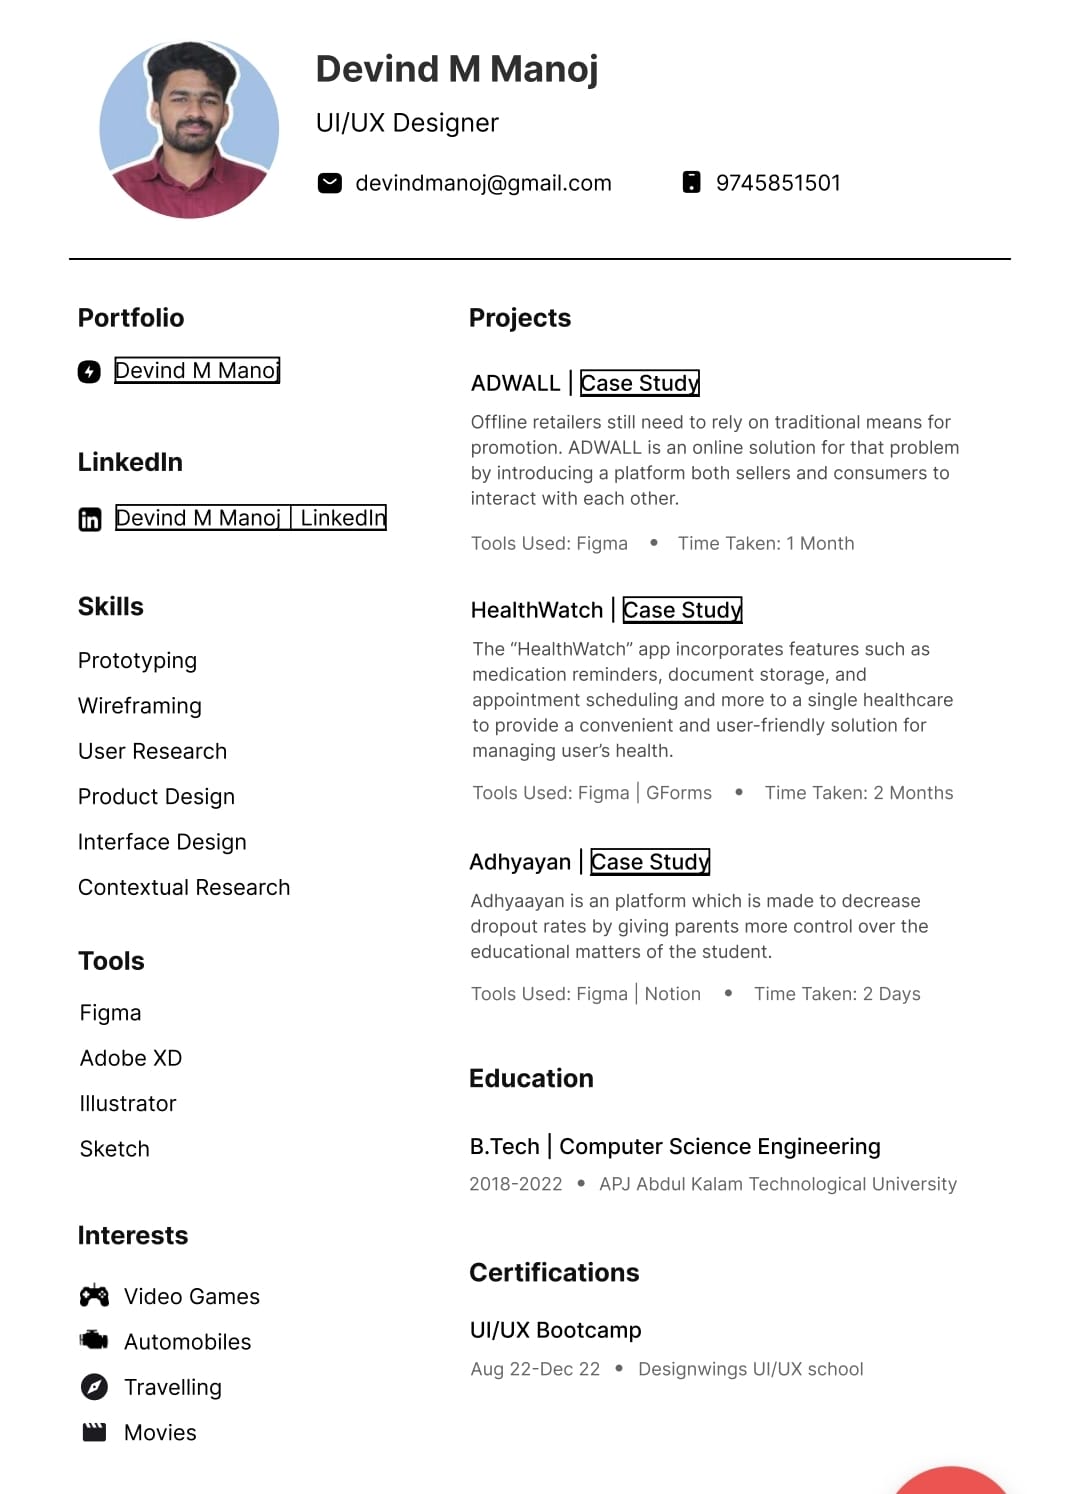 Devind M Manoj
UI/UX Designer
devindmanoj@gmail.com
9745851501
Portfolio
Devind M Manoj
LinkedIn
Devind M Manoj | LinkedIn
Skills
Prototyping
Wireframing
User Research
Product Design
Interface Design
Contextual Research
Tools
Figma
Adobe XD
Illustrator
Sketch
Interests
Video Games
Automobiles
Travelling
Movies
Projects
ADWALL | Case Study
Offline retailers still need to rely on traditional means for
promotion. ADWALL is an online solution for that problem
by introducing a platform both sellers and consumers to
interact with each other.
Tools Used: Figma • Time Taken: 1 Month
HealthWatch | Case Study
The “HealthWatch” app incorporates features such as
medication reminders, document storage, and
appointment scheduling and more to a single healthcare
to provide a convenient and user-friendly solution for
managing user’s health.
Tools Used: Figma | GForms • Time Taken: 2 Months
Adhyayan | Case Study
Adhyaayan is an platform which is made to decrease
dropout rates by giving parents more control over the
educational matters of the student.
Tools Used: Figma | Notion • Time Taken: 2 Days
Education
B.Tech | Computer Science Engineering
2018-2022 • APJ Abdul Kalam Technological University
Certifications
UI/UX Bootcamp
Aug 22-Dec 22 • Designwings UI/UX school